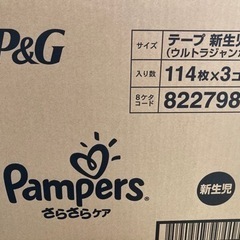 P&G
サイズ テープ 新生児
(ウルトラジャン
入り数 114枚×3コ
8ケタコード 822798
Pampers
さらさらケア
新生児